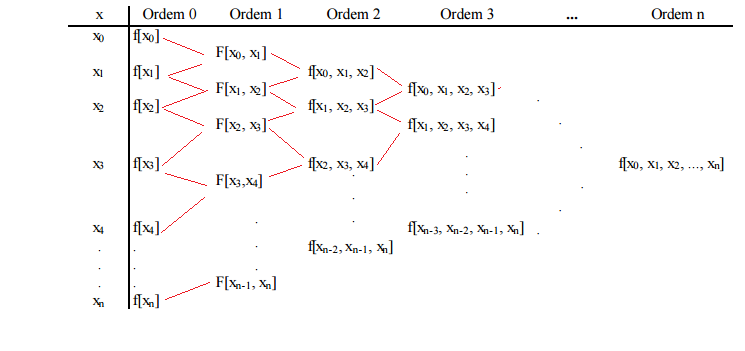 x Ordem 0 Ordem 1 Ordem 2 Ordem 3 ... Ordem n
x₀ f[x₀]
F[x₀, x₁]
x₁ f[x₁] f[x₀, x₁, x₂]
F[x₁, x₂] f[x₀, x₁, x₂, x₃]
x₂ f[x₂] f[x₁, x₂, x₃]
F[x₂, x₃] f[x₁, x₂, x₃, x₄]
x₃ f[x₃] f[x₂, x₃, x₄] f[x₀, x₁, x₂, ..., xₙ]
F[x₃,x₄]
x₄ f[x₄] f[xₙ₋₃, xₙ₋₂, xₙ₋₁, xₙ]
f[xₙ₋₂, xₙ₋₁, xₙ]
F[xₙ₋₁, xₙ]
xₙ f[xₙ]